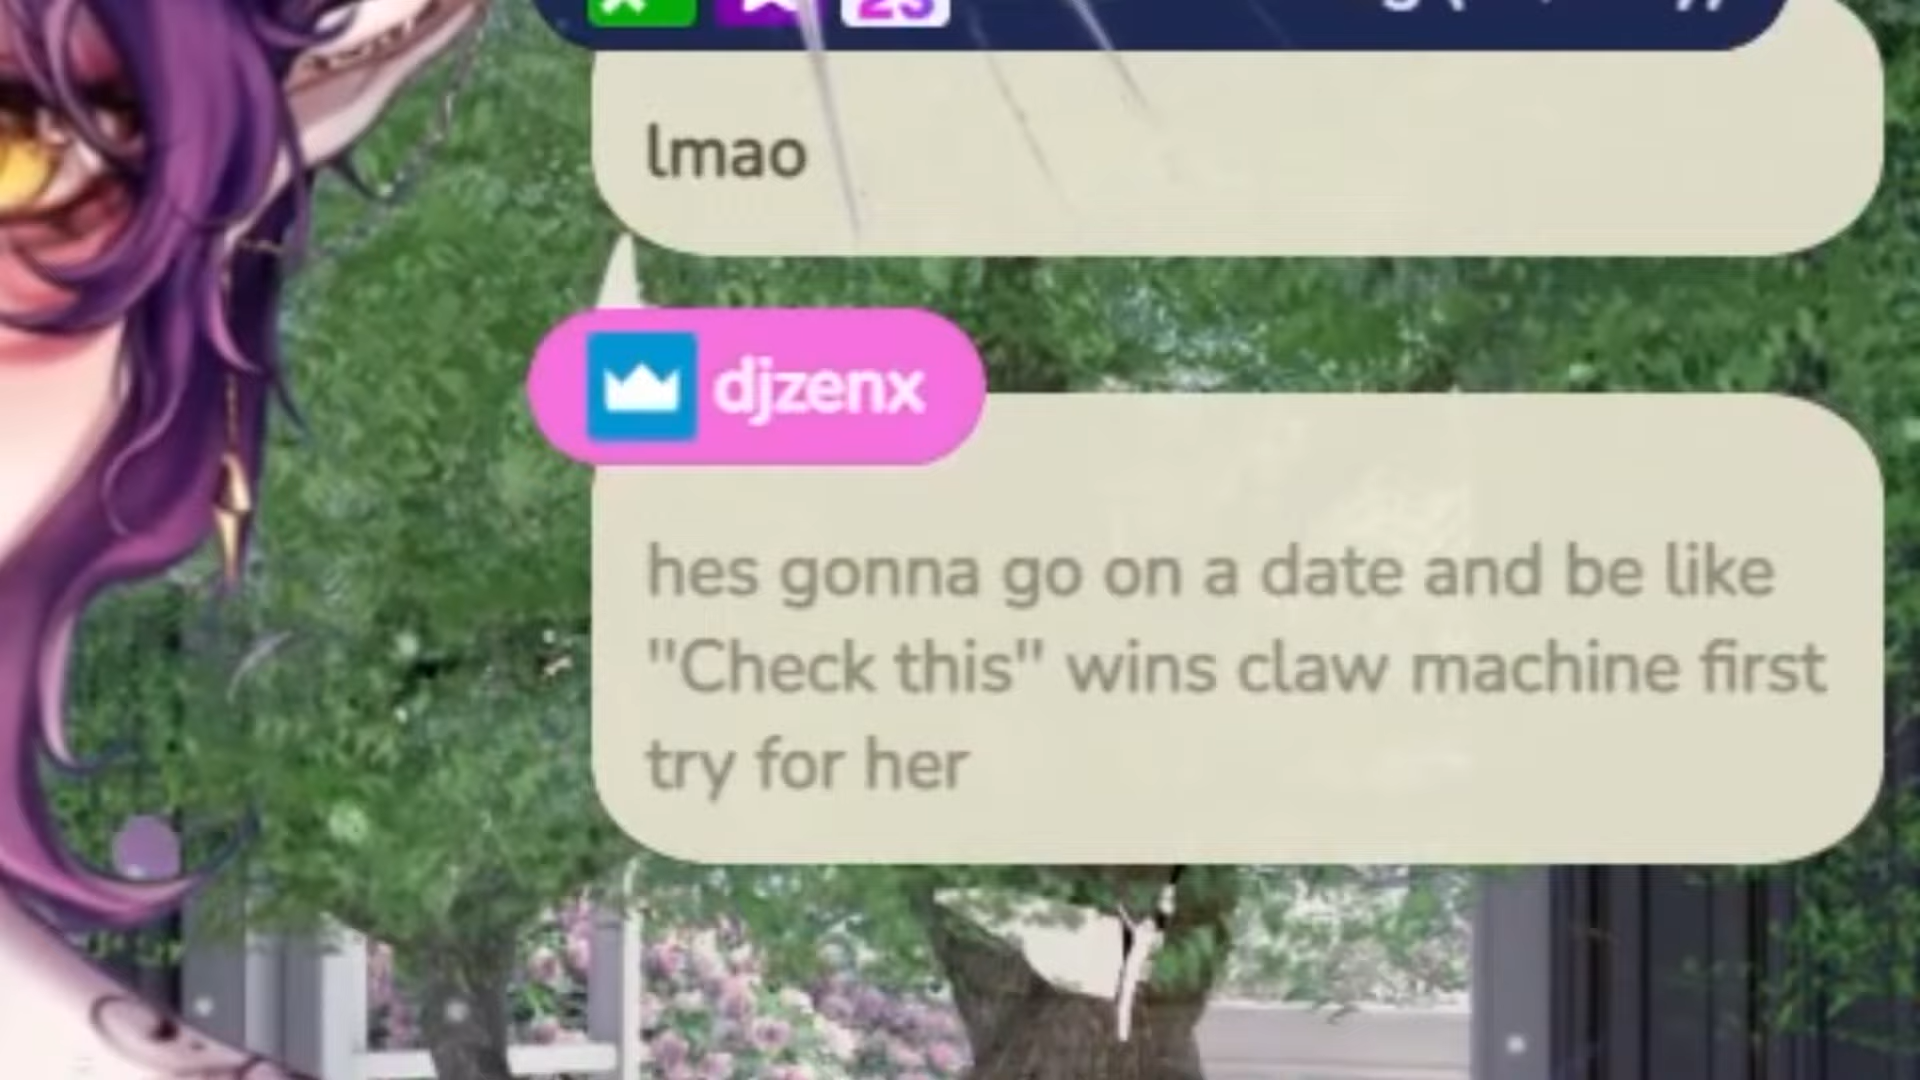 lmao
djzenx
hes gonna go on a date and be like
"Check this" wins claw machine first
try for her